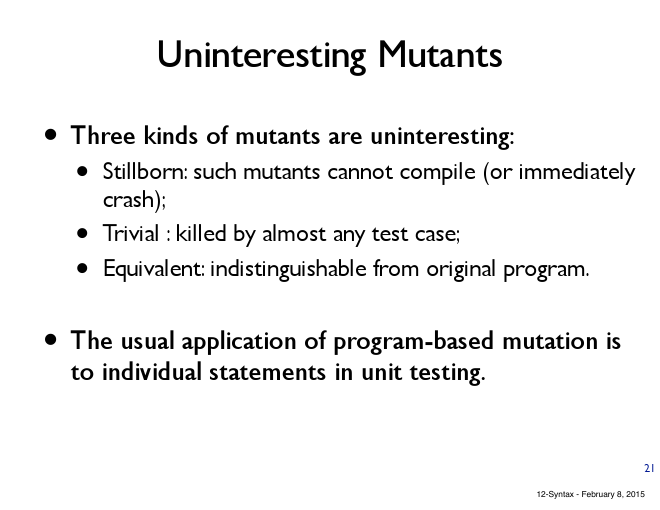 Uninteresting Mutants
• Three kinds of mutants are uninteresting:
• Stillborn: such mutants cannot compile (or immediately
crash);
• Trivial : killed by almost any test case;
• Equivalent: indistinguishable from original program.
• The usual application of program-based mutation is
to individual statements in unit testing.
21
12-Syntax - February 8, 2015